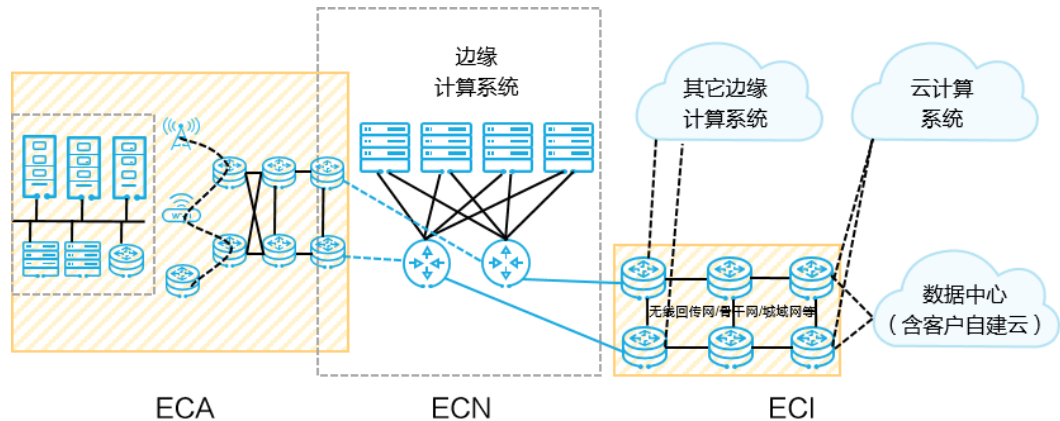 边缘
计算系统
其它边缘
计算系统
云计算
系统
无线回传网/骨干网/城域网等
数据中心
（含客户自建云）
ECA
ECN
ECI